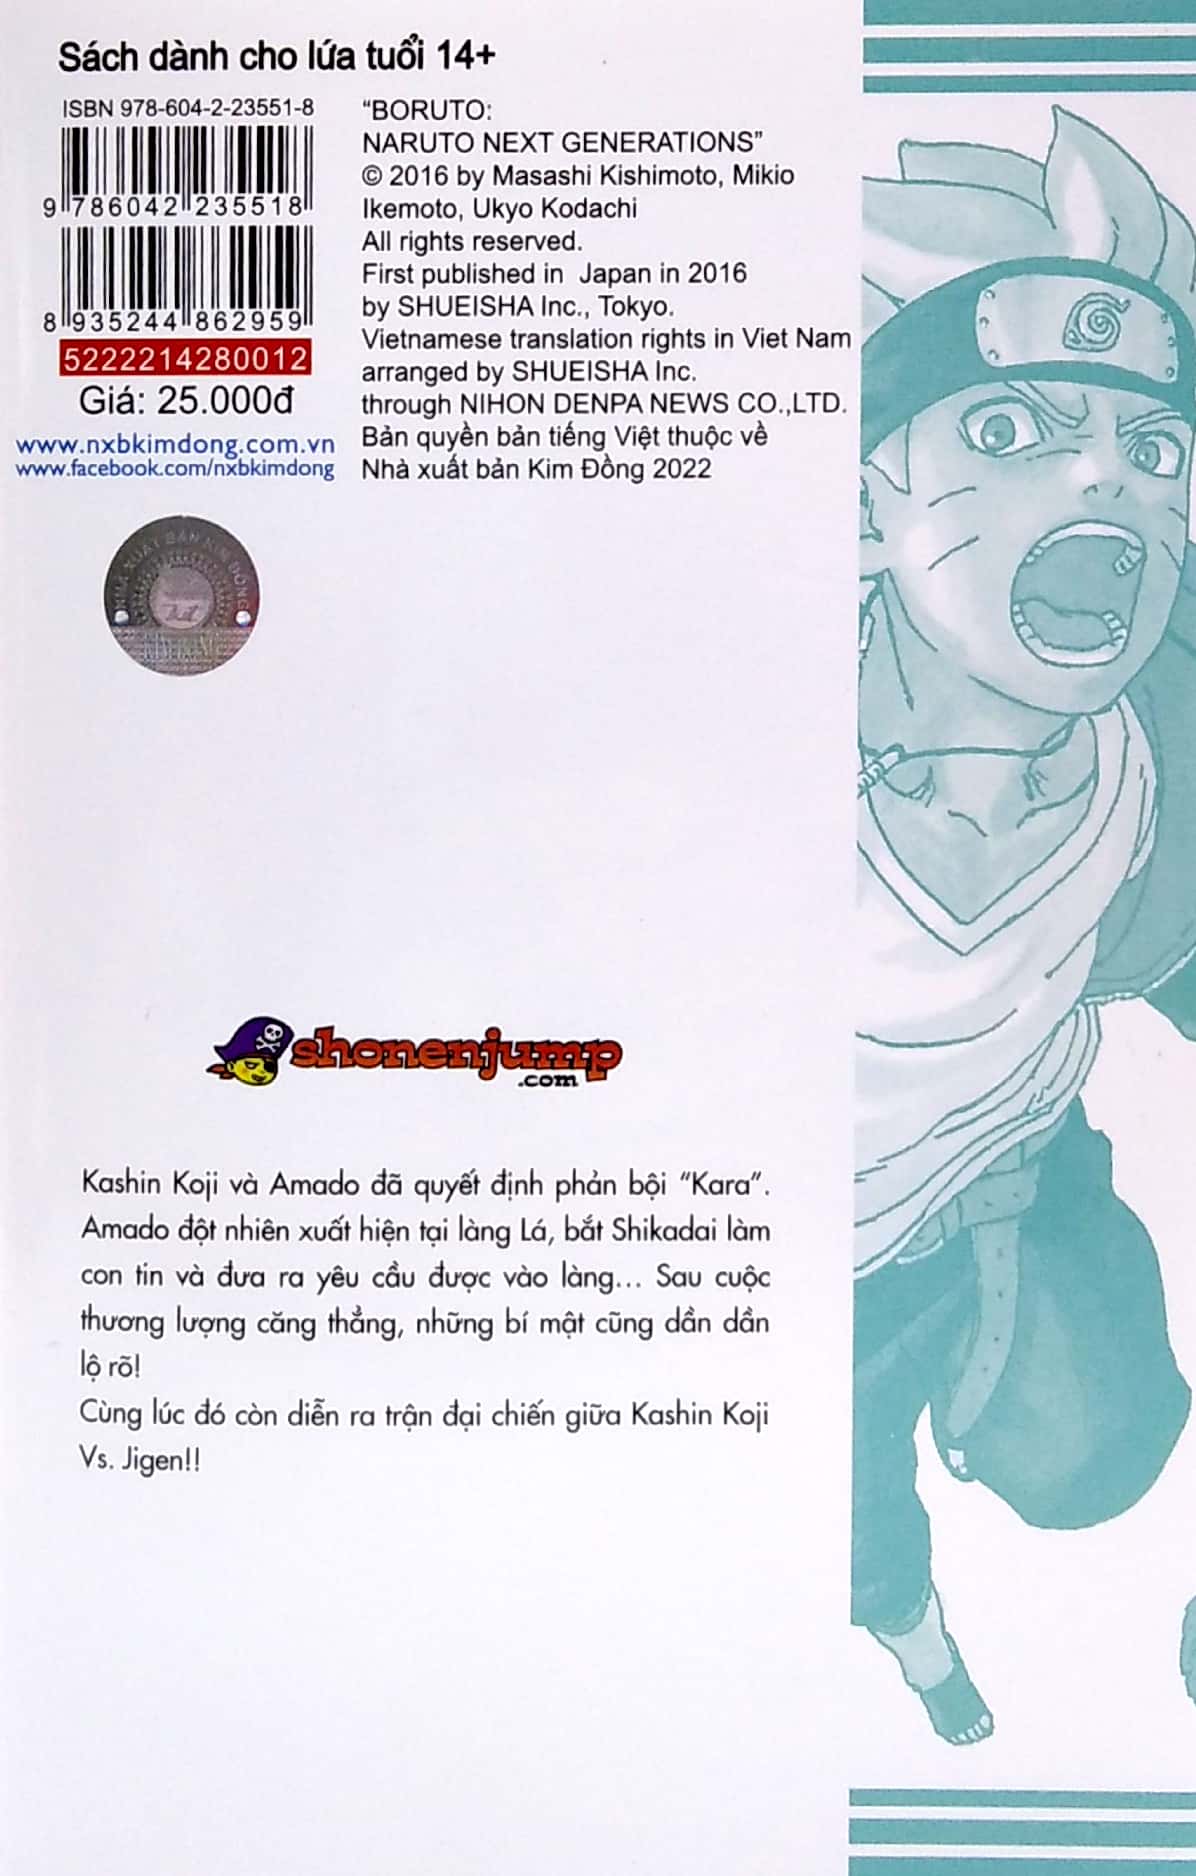 Sách dành cho lứa tuổi 14+
ISBN 978-604-2-23551-8
9 786042 235518
8 935244 862959
5222214280012
Giá: 25.000đ
www.nxbkimdong.com.vn
www.facebook.com/nxbkimdong
“BORUTO:
NARUTO NEXT GENERATIONS”
© 2016 by Masashi Kishimoto, Mikio
Ikemoto, Ukyo Kodachi
All rights reserved.
First published in Japan in 2016
by SHUEISHA Inc., Tokyo.
Vietnamese translation rights in Viet Nam
arranged by SHUEISHA Inc.
through NIHON DENPA NEWS CO.,LTD.
Bản quyền bản tiếng Việt thuộc về
Nhà xuất bản Kim Đồng 2022
NHÀ XUẤT BẢN KIM ĐỒNG
shonenjump
.com
Kashin Koji và Amado đã quyết định phản bội “Kara”.
Amado đột nhiên xuất hiện tại làng Lá, bắt Shikadai làm
con tin và đưa ra yêu cầu được vào làng... Sau cuộc
thương lượng căng thẳng, những bí mật cũng dần dần
lộ rõ!
Cùng lúc đó còn diễn ra trận đại chiến giữa Kashin Koji
Vs. Jigen!!